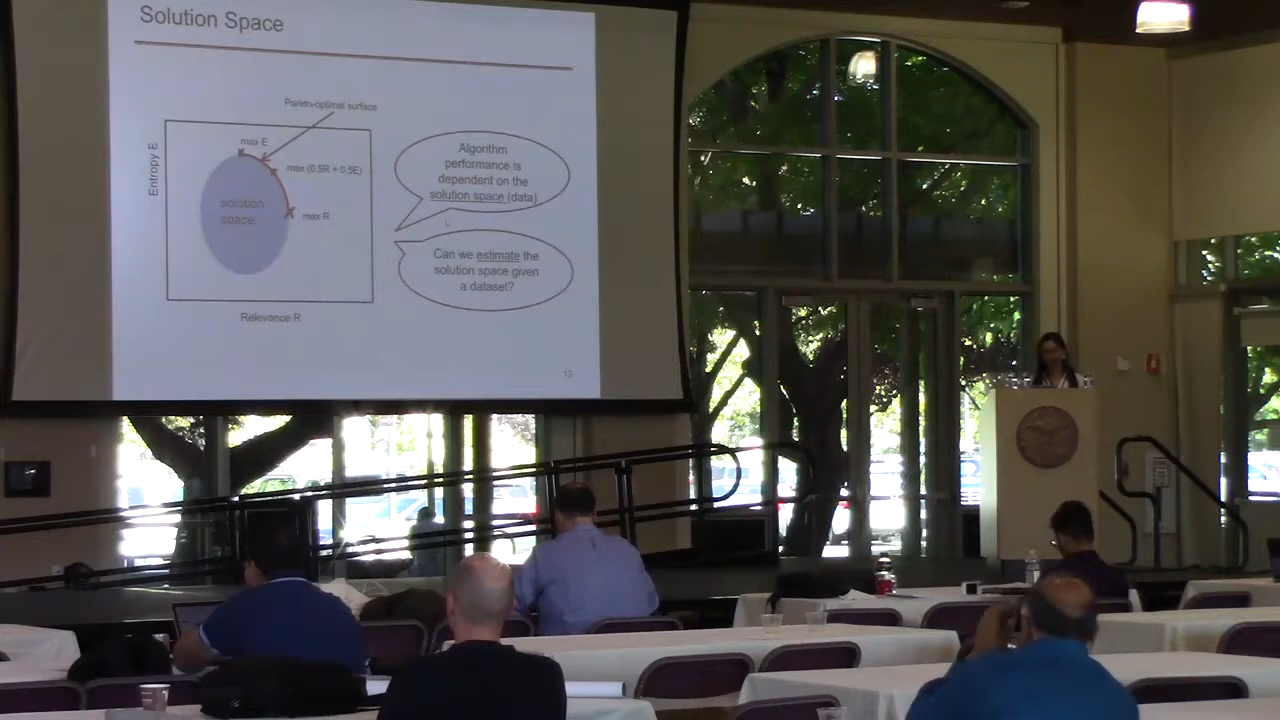 Solution Space
Pareto-optimal surface
max E
max (0.5R + 0.5E)
solution
space
max R
Entropy E
Relevance R
Algorithm
performance is
dependent on the
solution space (data)
Can we estimate the
solution space given
a dataset?
13